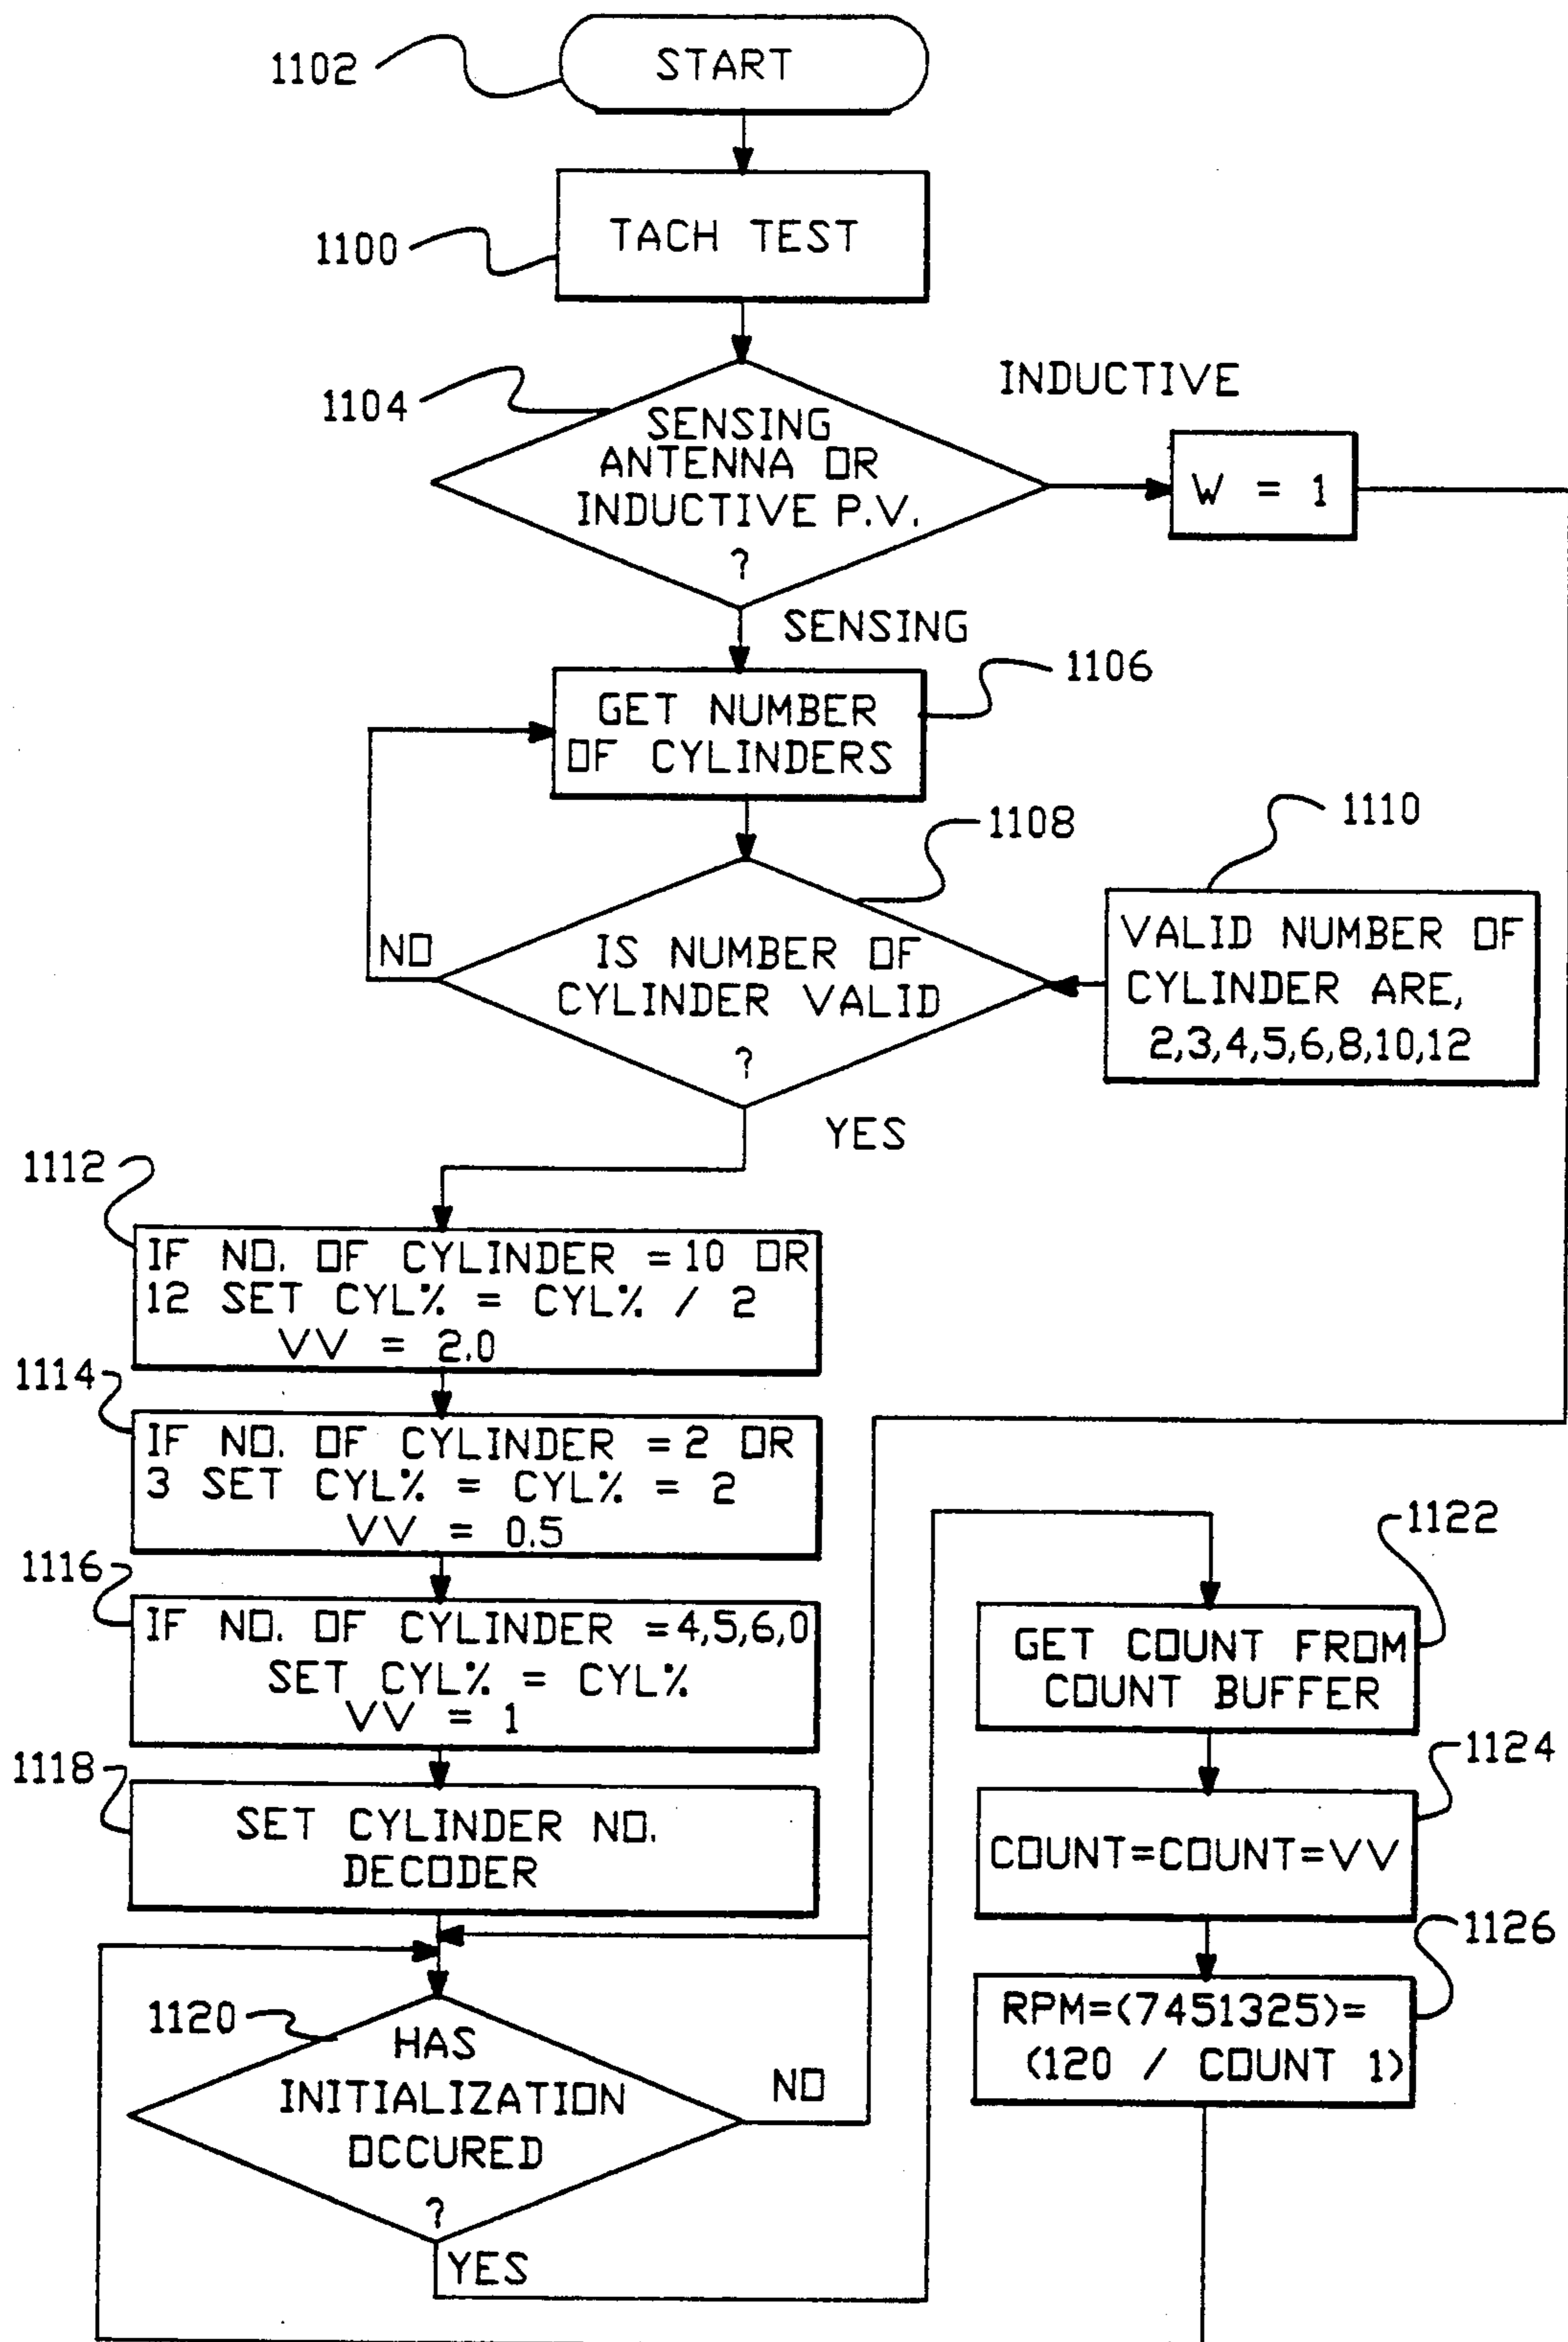 START
1102
TACH TEST
1100
INDUCTIVE
1104
SENSING
ANTENNA OR
INDUCTIVE P.V.
?
W = 1
SENSING
1106
GET NUMBER
OF CYLINDERS
1108
1110
NO
IS NUMBER OF
CYLINDER VALID
?
VALID NUMBER OF
CYLINDER ARE,
2,3,4,5,6,8,10,12
YES
1112
IF NO. OF CYLINDER = 10 OR
12 SET CYL% = CYL% / 2
VV = 2.0
1114
IF NO. OF CYLINDER = 2 OR
3 SET CYL% = CYL% = 2
VV = 0.5
1116
IF NO. OF CYLINDER = 4,5,6,0
SET CYL% = CYL%
VV = 1
1118
SET CYLINDER NO.
DECODER
1120
HAS
INITIALIZATION
OCCURED
?
NO
YES
1122
GET COUNT FROM
COUNT BUFFER
1124
COUNT=COUNT=VV
1126
RPM=(7451325)=
(120 / COUNT 1)